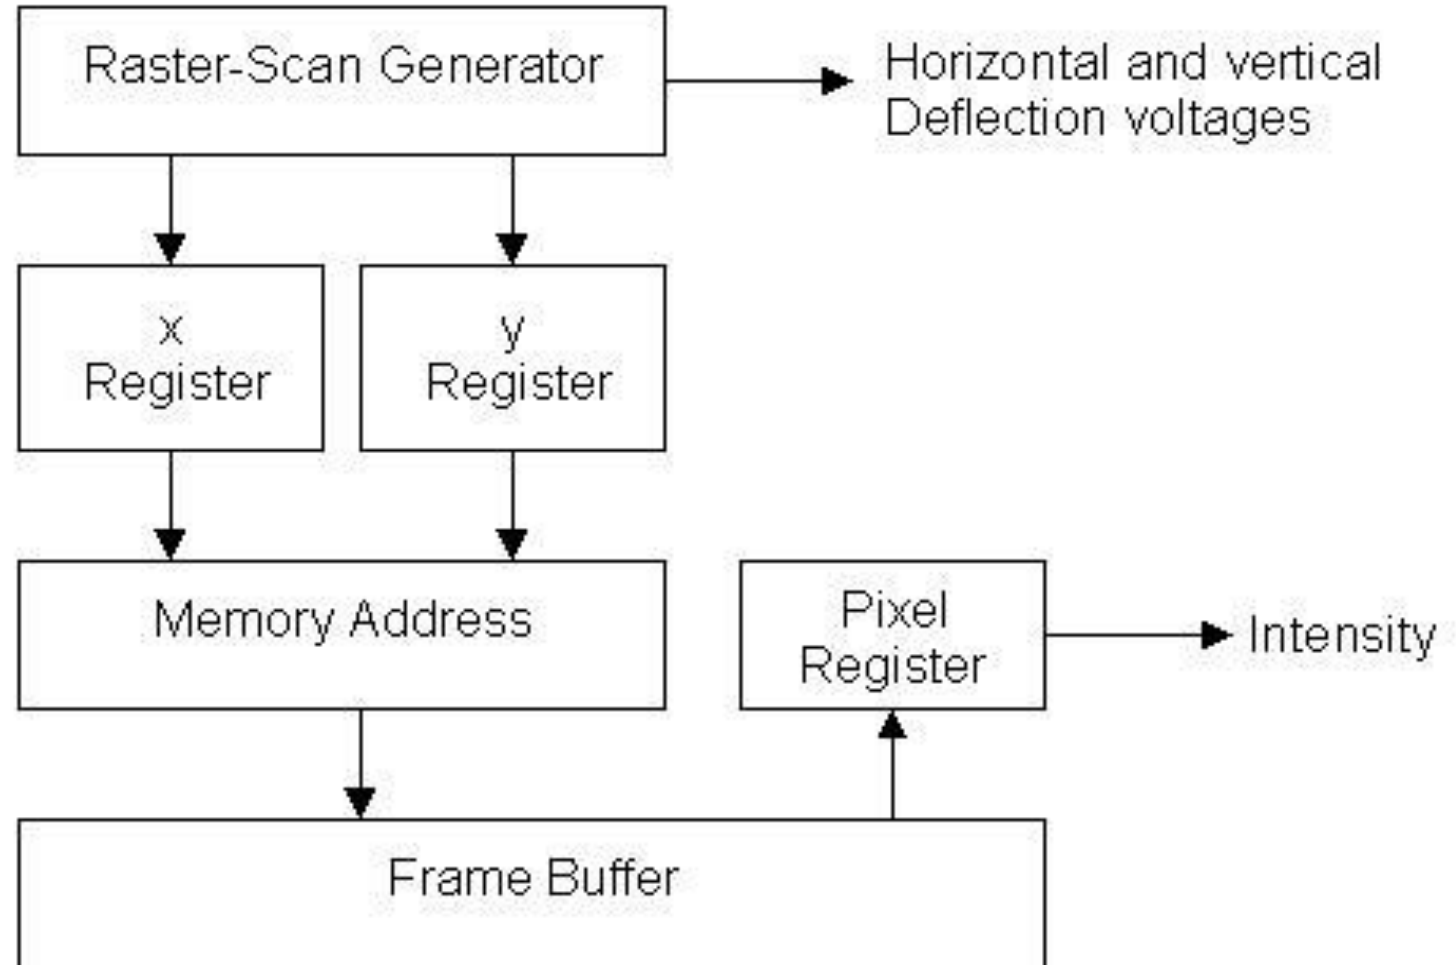 Raster-Scan Generator
Horizontal and vertical
Deflection voltages
x
Register
y
Register
Memory Address
Pixel
Register
Intensity
Frame Buffer